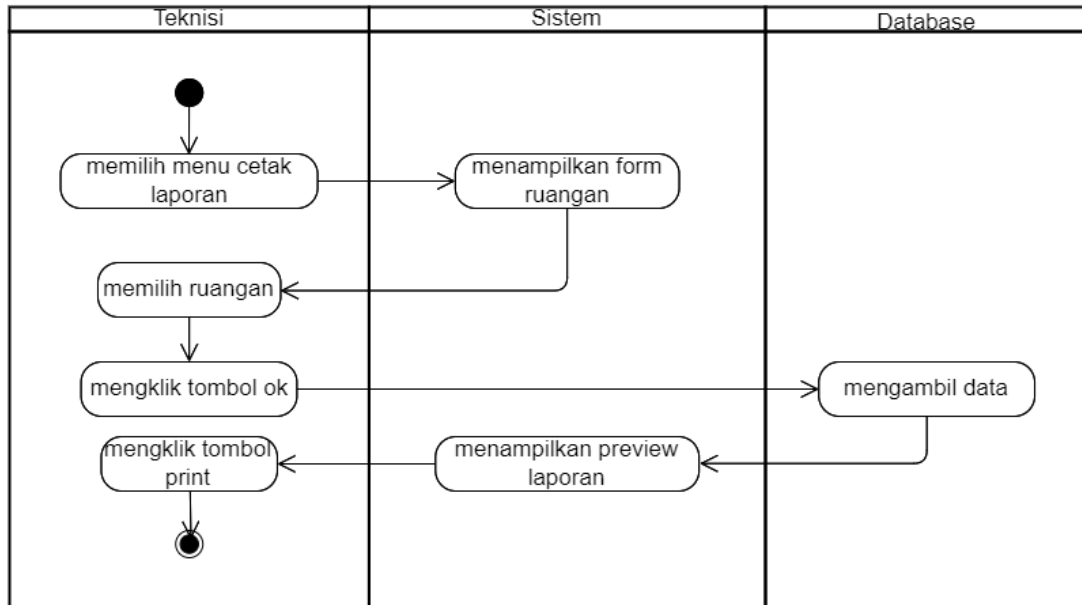 Teknisi
Sistem
Database
memilih menu cetak
laporan
menampilkan form
ruangan
memilih ruangan
mengklik tombol ok
mengambil data
mengklik tombol
print
menampilkan preview
laporan